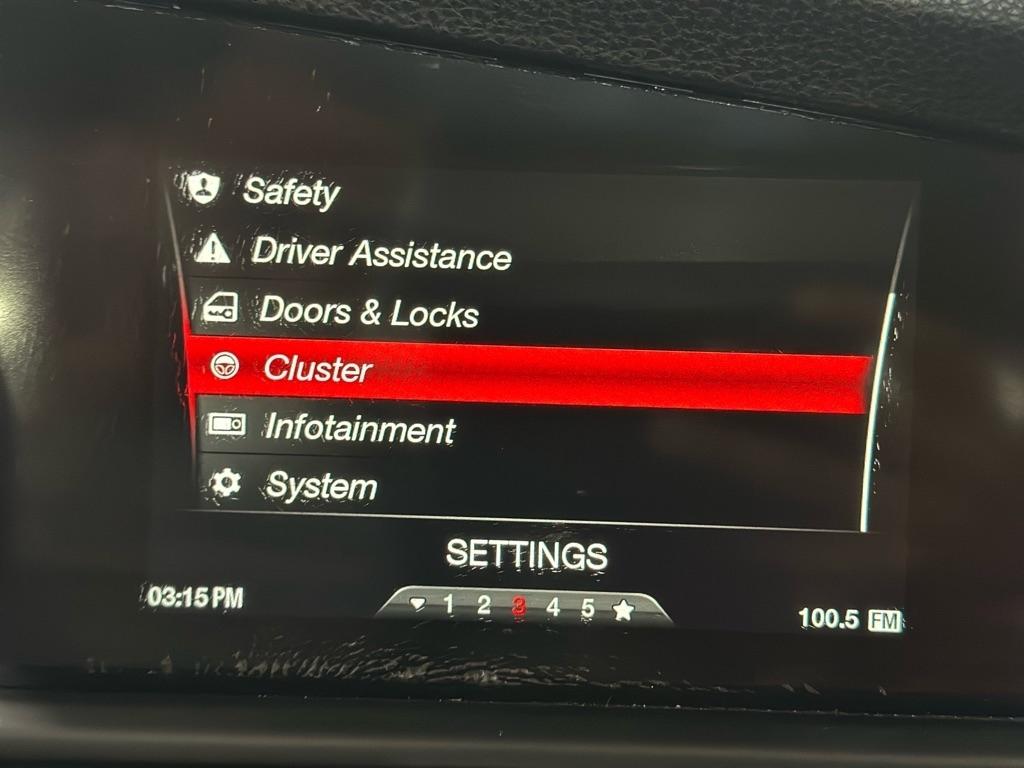 Safety
Driver Assistance
Doors & Locks
Cluster
Infotainment
System
SETTINGS
03:15 PM
1 2 3 4 5
100.5 FM